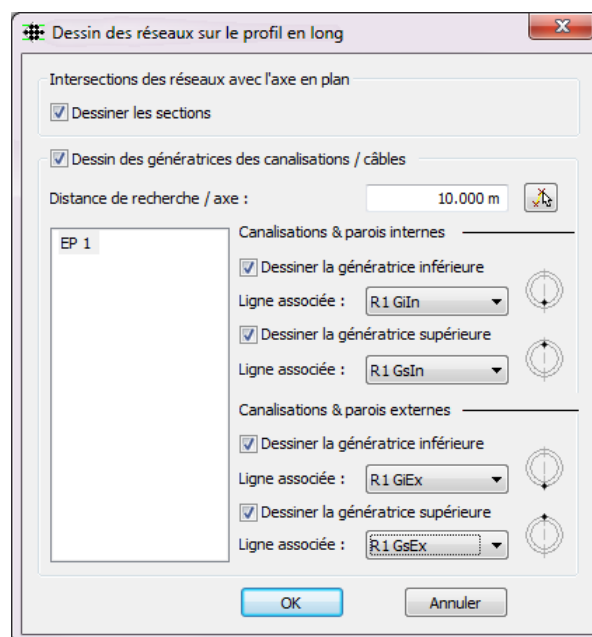 Dessin des réseaux sur le profil en long
Intersections des réseaux avec l'axe en plan
Dessiner les sections
Dessin des génératrices des canalisations / câbles
Distance de recherche / axe :
10.000 m
EP 1
Canalisations & parois internes
Dessiner la génératrice inférieure
Ligne associée :
R1 GiIn
Dessiner la génératrice supérieure
Ligne associée :
R1 GsIn
Canalisations & parois externes
Dessiner la génératrice inférieure
Ligne associée :
R1 GiEx
Dessiner la génératrice supérieure
Ligne associée :
R1 GsEx
OK
Annuler